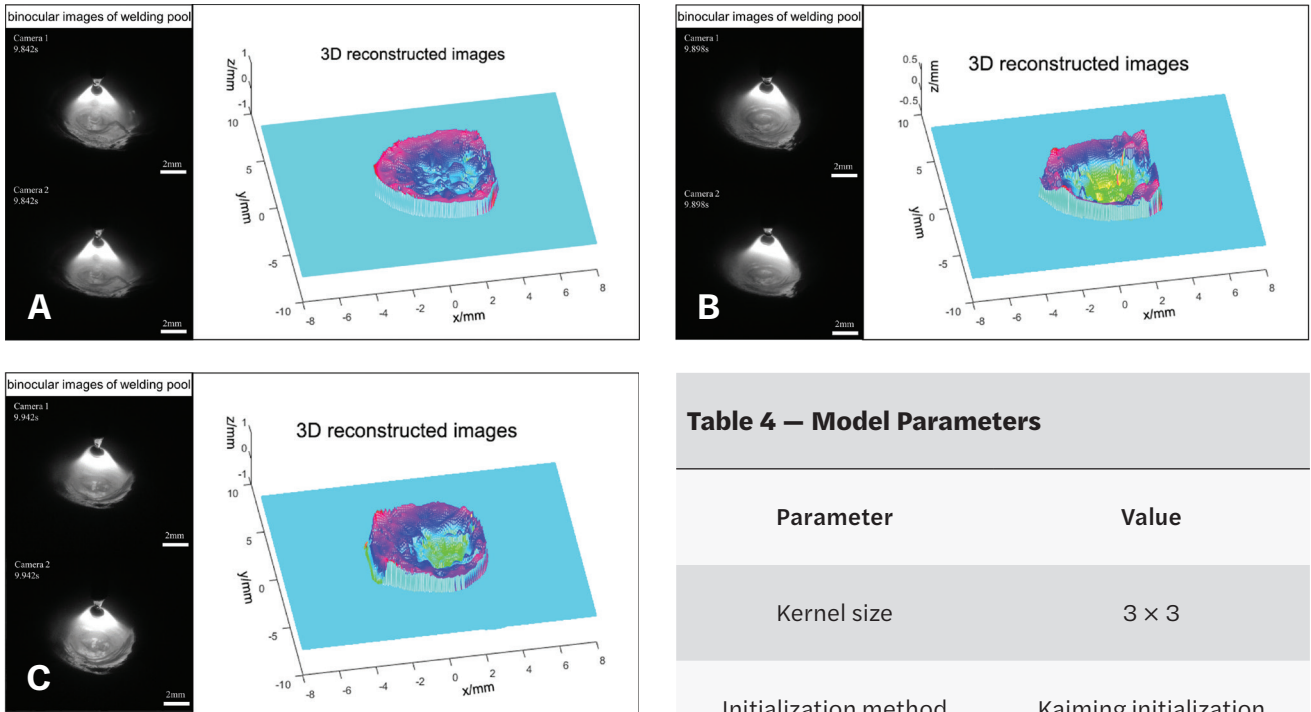 binocular images of welding pool
Camera 1
9.842s
2mm
Camera 2
9.842s
2mm
A
3D reconstructed images
z/mm
1
0
-1
10
5
0
-5
-10
y/mm
-8
-6
-4
-2
0
2
4
6
8
x/mm
binocular images of welding pool
Camera 1
9.898s
2mm
Camera 2
9.898s
2mm
B
3D reconstructed images
z/mm
0.5
0
-0.5
10
5
0
-5
-10
y/mm
-8
-6
-4
-2
0
2
4
6
8
x/mm
binocular images of welding pool
Camera 1
9.942s
2mm
Camera 2
9.942s
2mm
C
3D reconstructed images
z/mm
1
0
-1
10
5
0
-5
-10
y/mm
-8
-6
-4
-2
0
2
4
6
8
x/mm
Table 4 — Model Parameters
Parameter Value
Kernel size 3 × 3
Initialization method Kaiming initialization